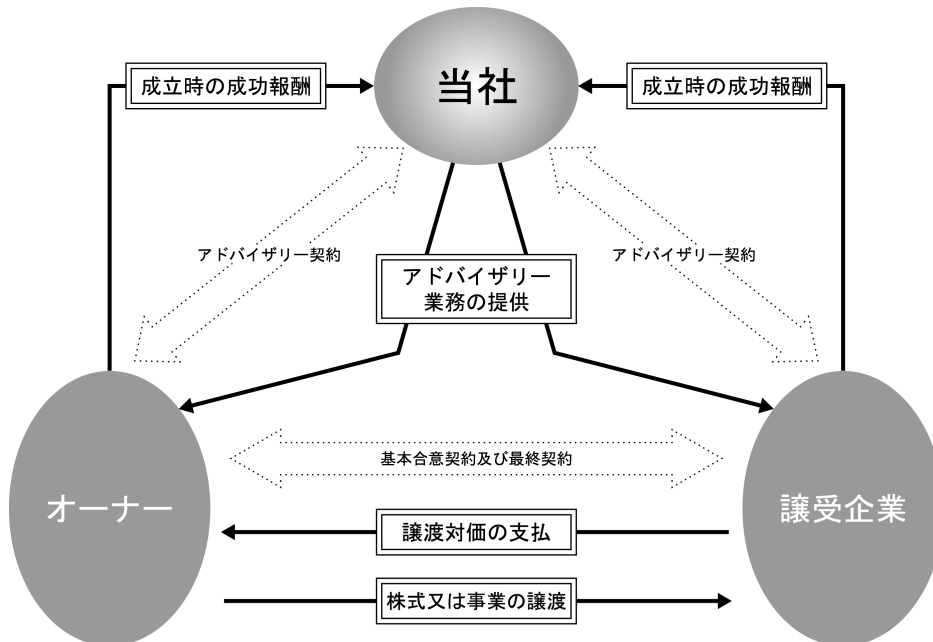 当社
成立時の成功報酬
成立時の成功報酬
アドバイザリー契約
アドバイザリー契約
アドバイザリー
業務の提供
基本合意契約及び最終契約
オーナー
譲受企業
譲渡対価の支払
株式又は事業の譲渡